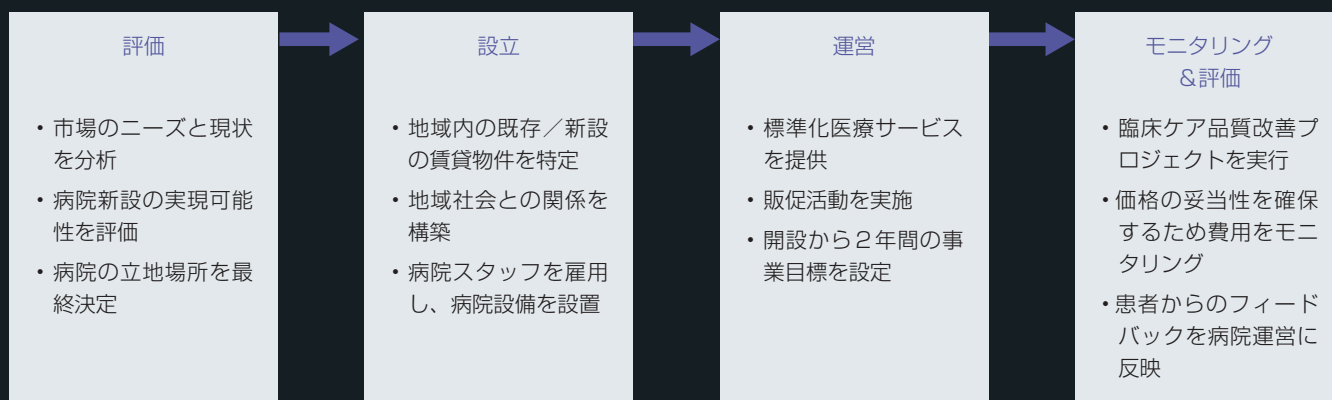 評価
・市場のニーズと現状
を分析
・病院新設の実現可能
性を評価
・病院の立地場所を最
終決定
設立
・地域内の既存／新設
の賃貸物件を特定
・地域社会との関係を
構築
・病院スタッフを雇用
し、病院設備を設置
運営
・標準化医療サービス
を提供
・販促活動を実施
・開設から２年間の事
業目標を設定
モニタリング
＆評価
・臨床ケア品質改善プ
ロジェクトを実行
・価格の妥当性を確保
するため費用をモニ
タリング
・患者からのフィード
バックを病院運営に
反映